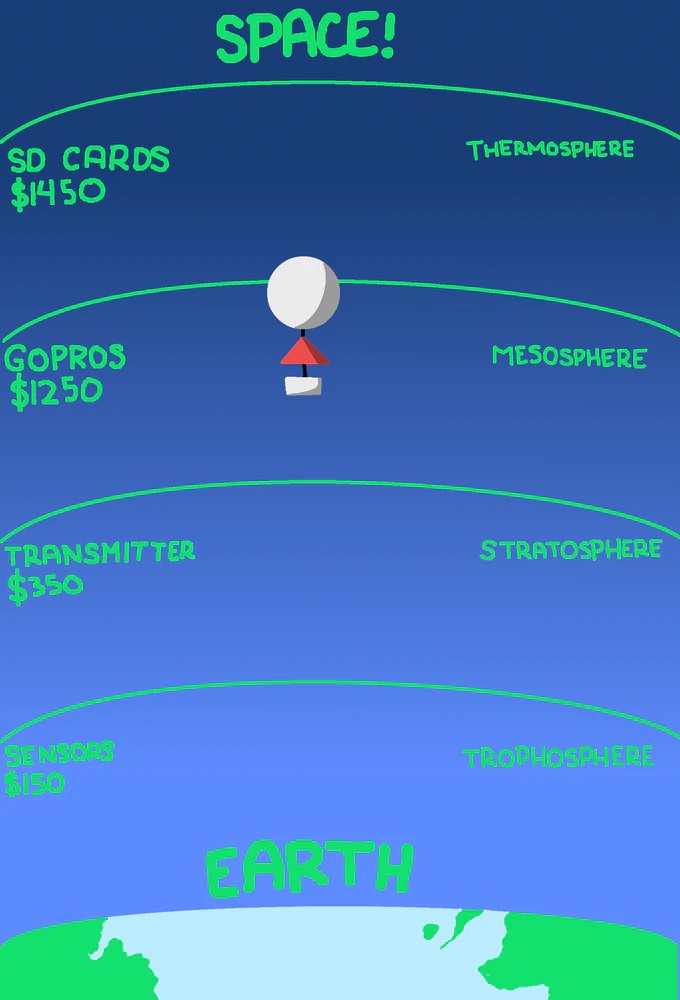 SPACE!
SD CARDS
$1450
THERMOSPHERE
GOPROS
$1250
MESOSPHERE
TRANSMITTER
$350
STRATOSPHERE
SENSORS
$150
TROPHOSPHERE
EARTH